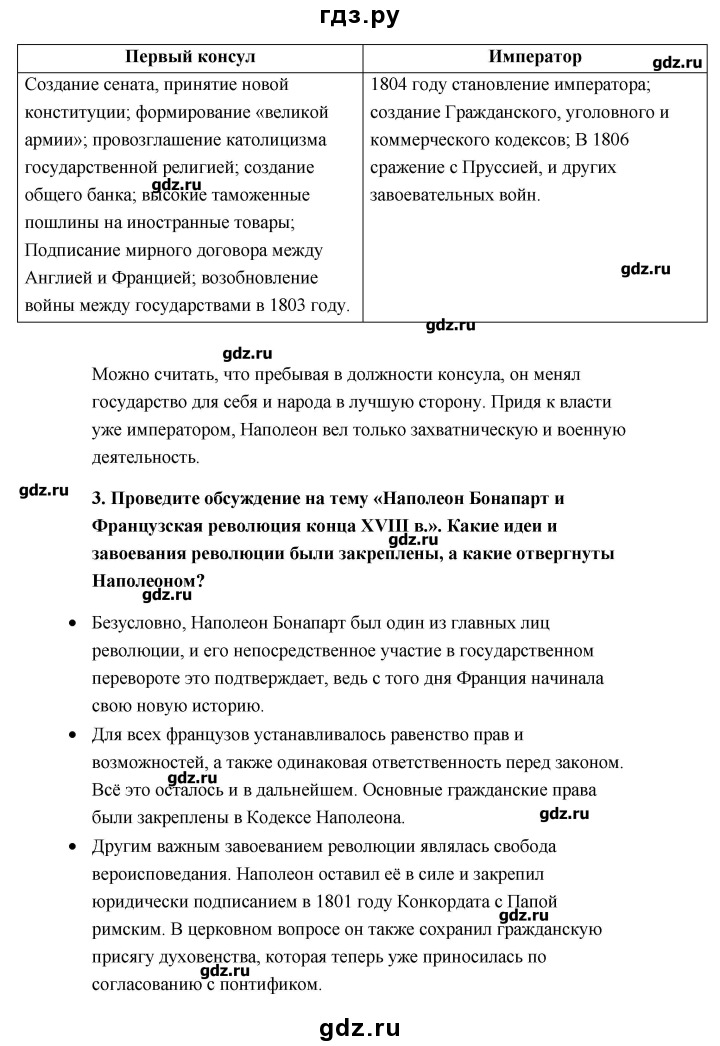 гдз.ру
Первый консул
Император
gdz.ru
Создание сената, принятие новой
конституции; формирование «великой
армии»; провозглашение католицизма
государственной религией; создание
общего банка; высокие таможенные
gdz.ru
пошлины на иностранные товары;
Подписание мирного договора между
Англией и Францией; возобновление
войны между государствами в 1803 году.
1804 году становление императора;
создание Гражданского, уголовного и
коммерческого кодексов; В 1806
сражение с Пруссией, и других
завоевательных войн.
gdz.ru
gdz.ru
gdz.ru
Можно считать, что пребывая в должности консула, он менял
государство для себя и народа в лучшую сторону. Придя к власти
уже императором, Наполеон вел только захватническую и военную
деятельность.
gdz.ru
3. Проведите обсуждение на тему «Наполеон Бонапарт и
Французская революция конца XVIII в.». Какие идеи и
gdz.ru
завоевания революции были закреплены, а какие отвергнуты
Наполеоном?
gdz.ru
• Безусловно, Наполеон Бонапарт был один из главных лиц
революции, и его непосредственное участие в государственном
перевороте это подтверждает, ведь с того дня Франция начинала
свою новую историю.
• Для всех французов устанавливалось равенство прав и
возможностей, а также одинаковая ответственность перед законом.
gdz.ru
Всё это осталось и в дальнейшем. Основные гражданские права
были закреплены в Кодексе Наполеона.
gdz.ru
• Другим важным завоеванием революции являлась свобода
вероисповедания. Наполеон оставил её в силе и закрепил
юридически подписанием в 1801 году Конкордата с Папой
gdz.ru
римским. В церковном вопросе он также сохранил гражданскую
присягу духовенства, которая теперь уже приносилась по
gdz.ru
согласованию с понтификом.
gdz.ru